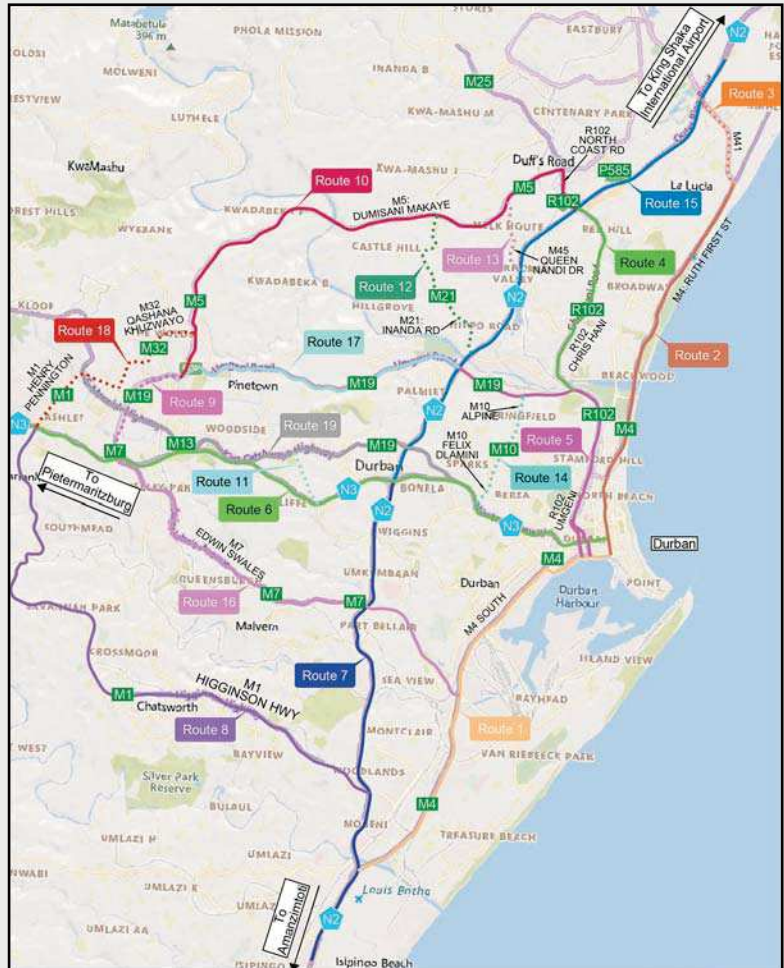 STORES
EASTBURY
Matabetule
396 m
PHOLA MISSION
N2
MOLWENI
INANDA B
To King Shaka
International Airport
M25
Route 3
LUTHELE
KWA-MASHU M
CENTENARY PARK
R102
NORTH
COAST RD
M41
KwaMashu
Duff's Road
Route 10
P585
KWA-MASHU
M5
La Lucia
M5:
DUMISANI MAKAYE
R102
Route 15
KWADABEKA
WYEBANK
CASTLE HILL
Route 13
RED HILL
Route 4
M45
QUEEN
NANDI DR
Route 12
BROADWAY
KWADABEKA B
M21
N2
M4: RUTH FIRST ST
HILLGROVE
M32
QASHANA
KHUZWAYO
M5
M21:
INANDA RD
R102
R102
CHRIS HANI
KLOOF
Route 18
Route 17
Route 2
M32
M1
HENRY
PENNINGTON
BEACHWOOD
M1
M19
Route 9
Pinetown
M19
PALMIET
M19
N2
M10
ALPINE
SPRINGFIELD
R102
N3
ASHLEY
WOODSIDE
Route 19
M10
FELIX
DLAMINI
Route 5
M4
M7
M13
M19
M10
STAMFORD HILL
Durban
SPARKS
Route 14
To
Pietermaritzburg
Route 11
N3
BONELA
NORTH BEACH
Route 6
N2
N3
R102
UMGENI
SOUTHMEAD
WIGGINS
M7
EDWIN SWALES
M4
Durban
Durban
POINT
Durban
Harbour
Route 16
M7
M7
M4 SOUTH
Malvern
CROSSMOOR
Route 7
SEA VIEW
ISLAND VIEW
M1
HIGGINSON HWY
M1
Chatsworth
BAYHEAD
Route 8
Route 1
MONTCLAIR
BAYVIEW
VAN RIEBEECK PARK
WOODLANDS
Silver Park
Reserve
M4
BULBUL
UMLAZI H
TREASURE BEACH
UMLAZI
UMLAZI K
Louis Botha
To
Amanzimtoti
N2
UMLAZI AA
Isipingo Beach